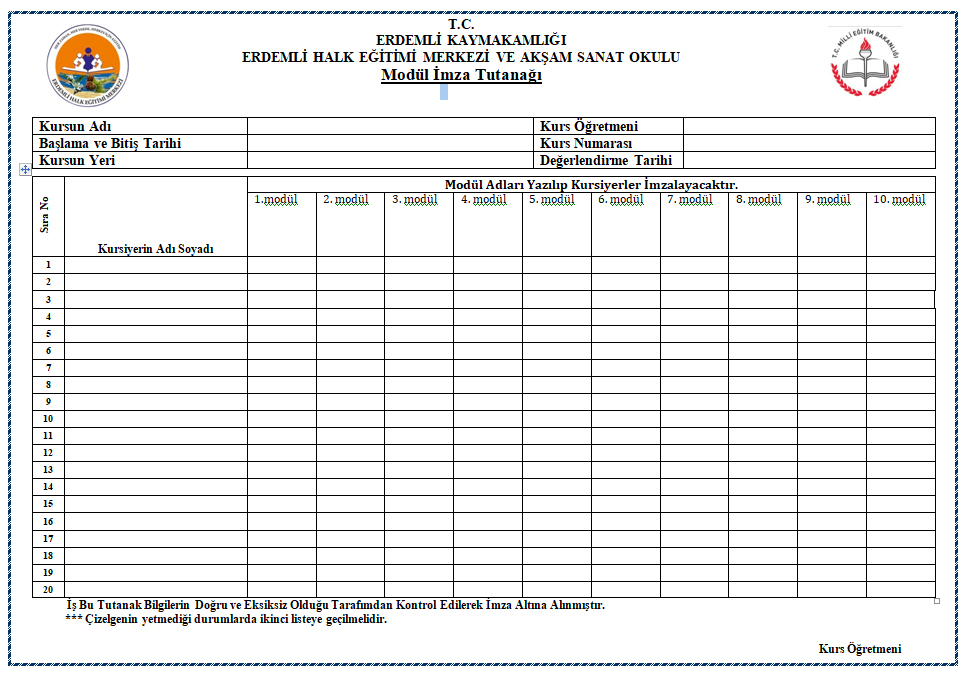 T.C.
ERDEMLİ KAYMAKAMLIĞI
ERDEMLİ HALK EĞİTİMİ MERKEZİ VE AKŞAM SANAT OKULU
Modül İmza Tutanağı
ERDEMLİ HALK EĞİTİMİ MERKEZİ
T.C. MİLLİ EĞİTİM BAKANLIĞI
Kursun Adı Kurs Öğretmeni
Başlama ve Bitiş Tarihi Kurs Numarası
Kursun Yeri Değerlendirme Tarihi
Sıra No Kursiyerin Adı Soyadı Modül Adları Yazılıp Kursiyerler İmzalayacaktır.
1.modül 2. modül 3. modül 4. modül 5. modül 6. modül 7. modül 8. modül 9. modül 10. modül
1
2
3
4
5
6
7
8
9
10
11
12
13
14
15
16
17
18
19
20
İş Bu Tutanak Bilgilerin Doğru ve Eksiksiz Olduğu Tarafımdan Kontrol Edilerek İmza Altına Alınmıştır.
*** Çizelgenin yetmediği durumlarda ikinci listeye geçilmelidir.
Kurs Öğretmeni